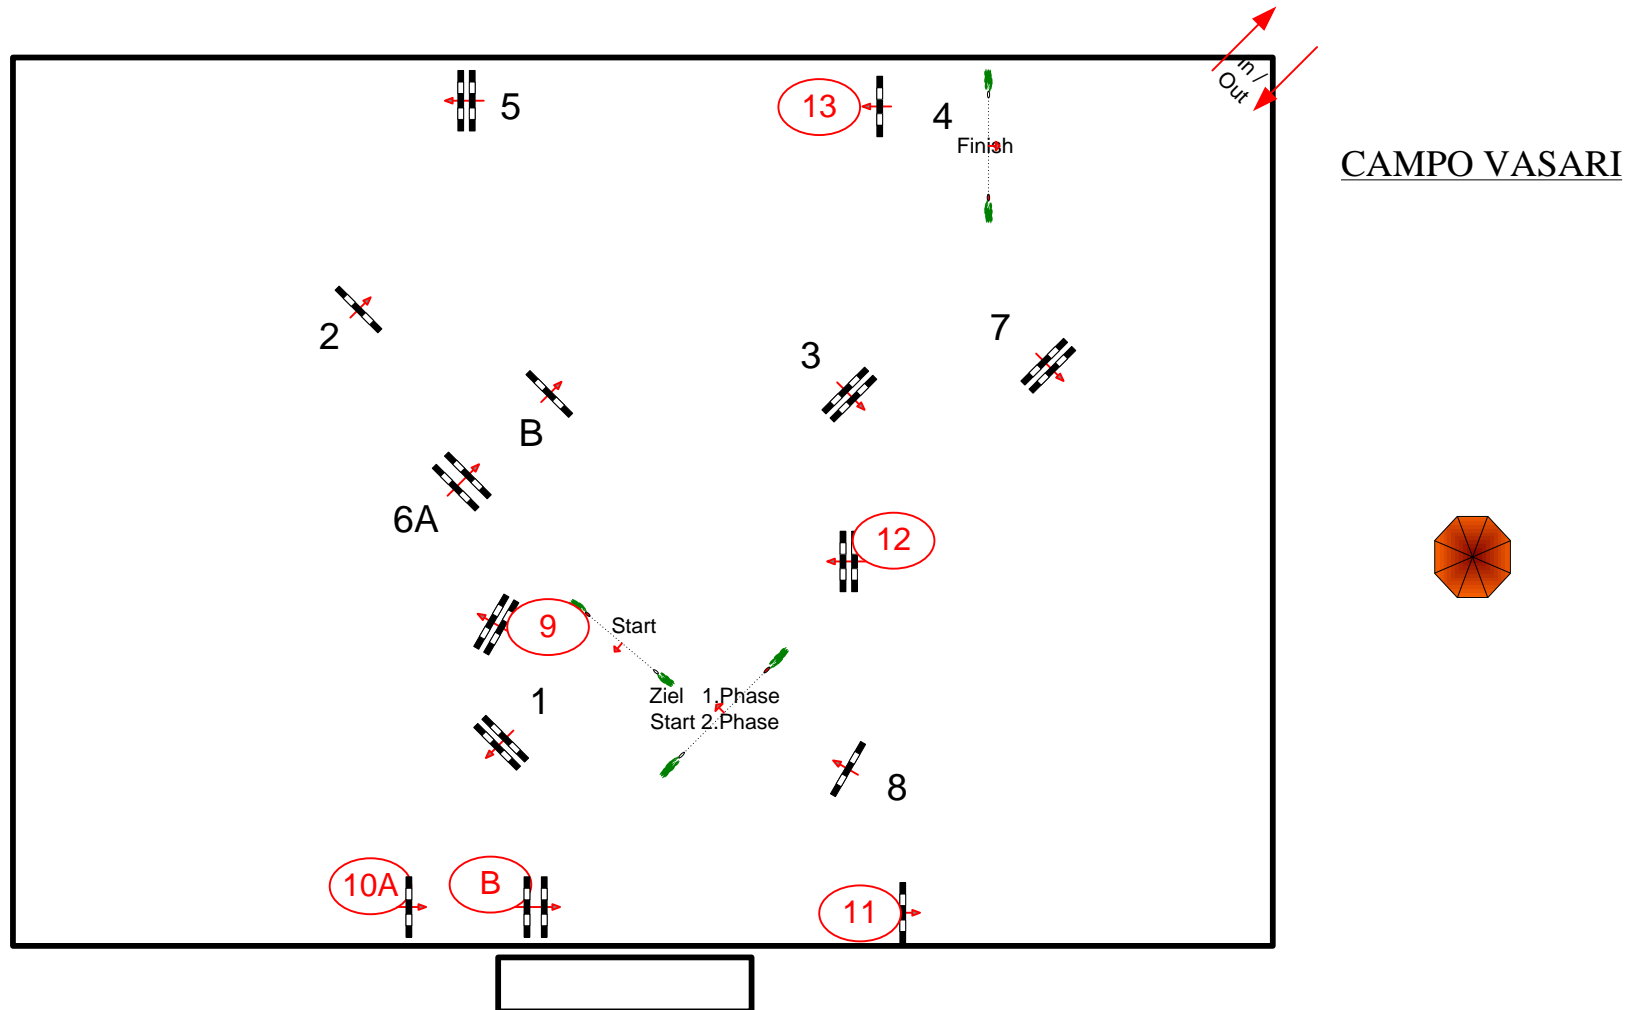 In /
Out
5
13
4
Finish
CAMPO VASARI
2
3
7
B
6A
12
9
Start
1
Ziel 1.Phase
Start 2.Phase
8
10A
B
11